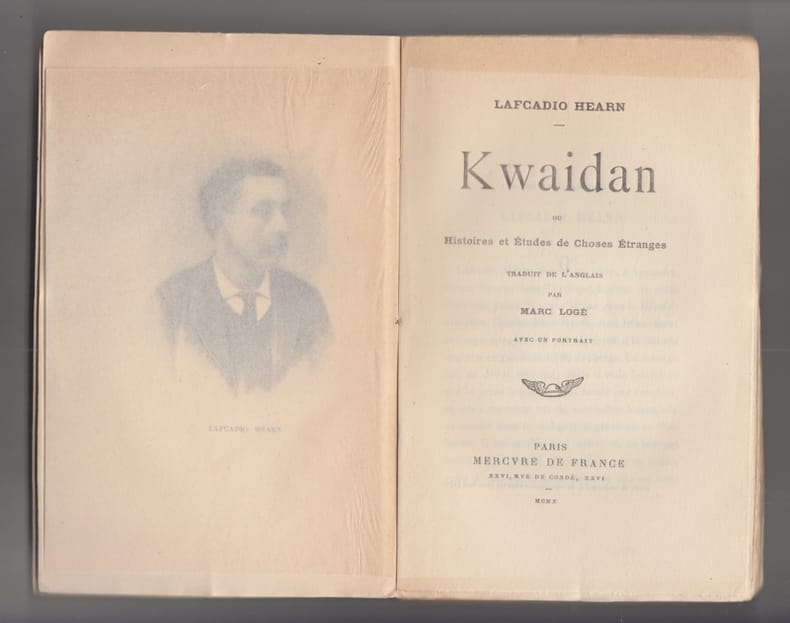 LAFCADIO HEARN
LAFCADIO HEARN
Kwaidan
ou
Histoires et Études de Choses Étranges
TRADUIT DE L'ANGLAIS
PAR
MARC LOGÉ
AVEC UN PORTRAIT
PARIS
MERCVRE DE FRANCE
XXVI, RVE DE CONDÉ, XXVI
MCMX